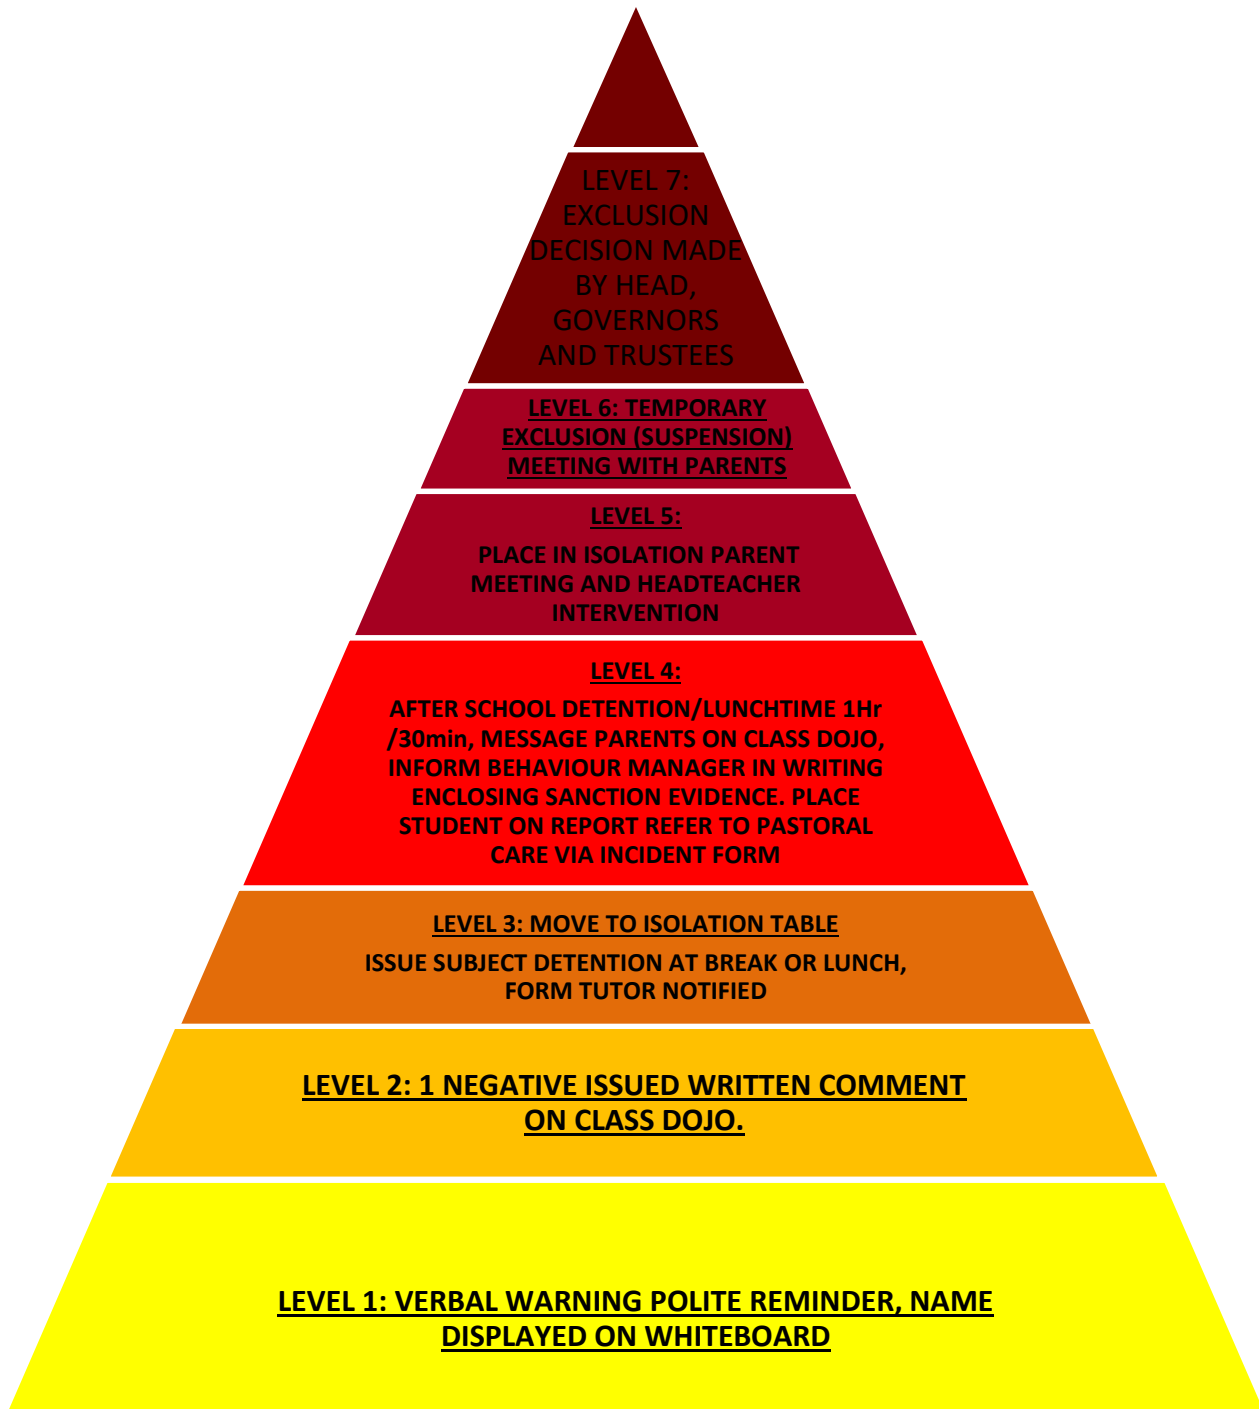 LEVEL 7:
EXCLUSION
DECISION MADE
BY HEAD,
GOVERNORS
AND TRUSTEES
LEVEL 6: TEMPORARY
EXCLUSION (SUSPENSION)
MEETING WITH PARENTS
LEVEL 5:
PLACE IN ISOLATION PARENT
MEETING AND HEADTEACHER
INTERVENTION
LEVEL 4:
AFTER SCHOOL DETENTION/LUNCHTIME 1Hr
/30min, MESSAGE PARENTS ON CLASS DOJO,
INFORM BEHAVIOUR MANAGER IN WRITING
ENCLOSING SANCTION EVIDENCE. PLACE
STUDENT ON REPORT REFER TO PASTORAL
CARE VIA INCIDENT FORM
LEVEL 3: MOVE TO ISOLATION TABLE
ISSUE SUBJECT DETENTION AT BREAK OR LUNCH,
FORM TUTOR NOTIFIED
LEVEL 2: 1 NEGATIVE ISSUED WRITTEN COMMENT
ON CLASS DOJO.
LEVEL 1: VERBAL WARNING POLITE REMINDER, NAME
DISPLAYED ON WHITEBOARD